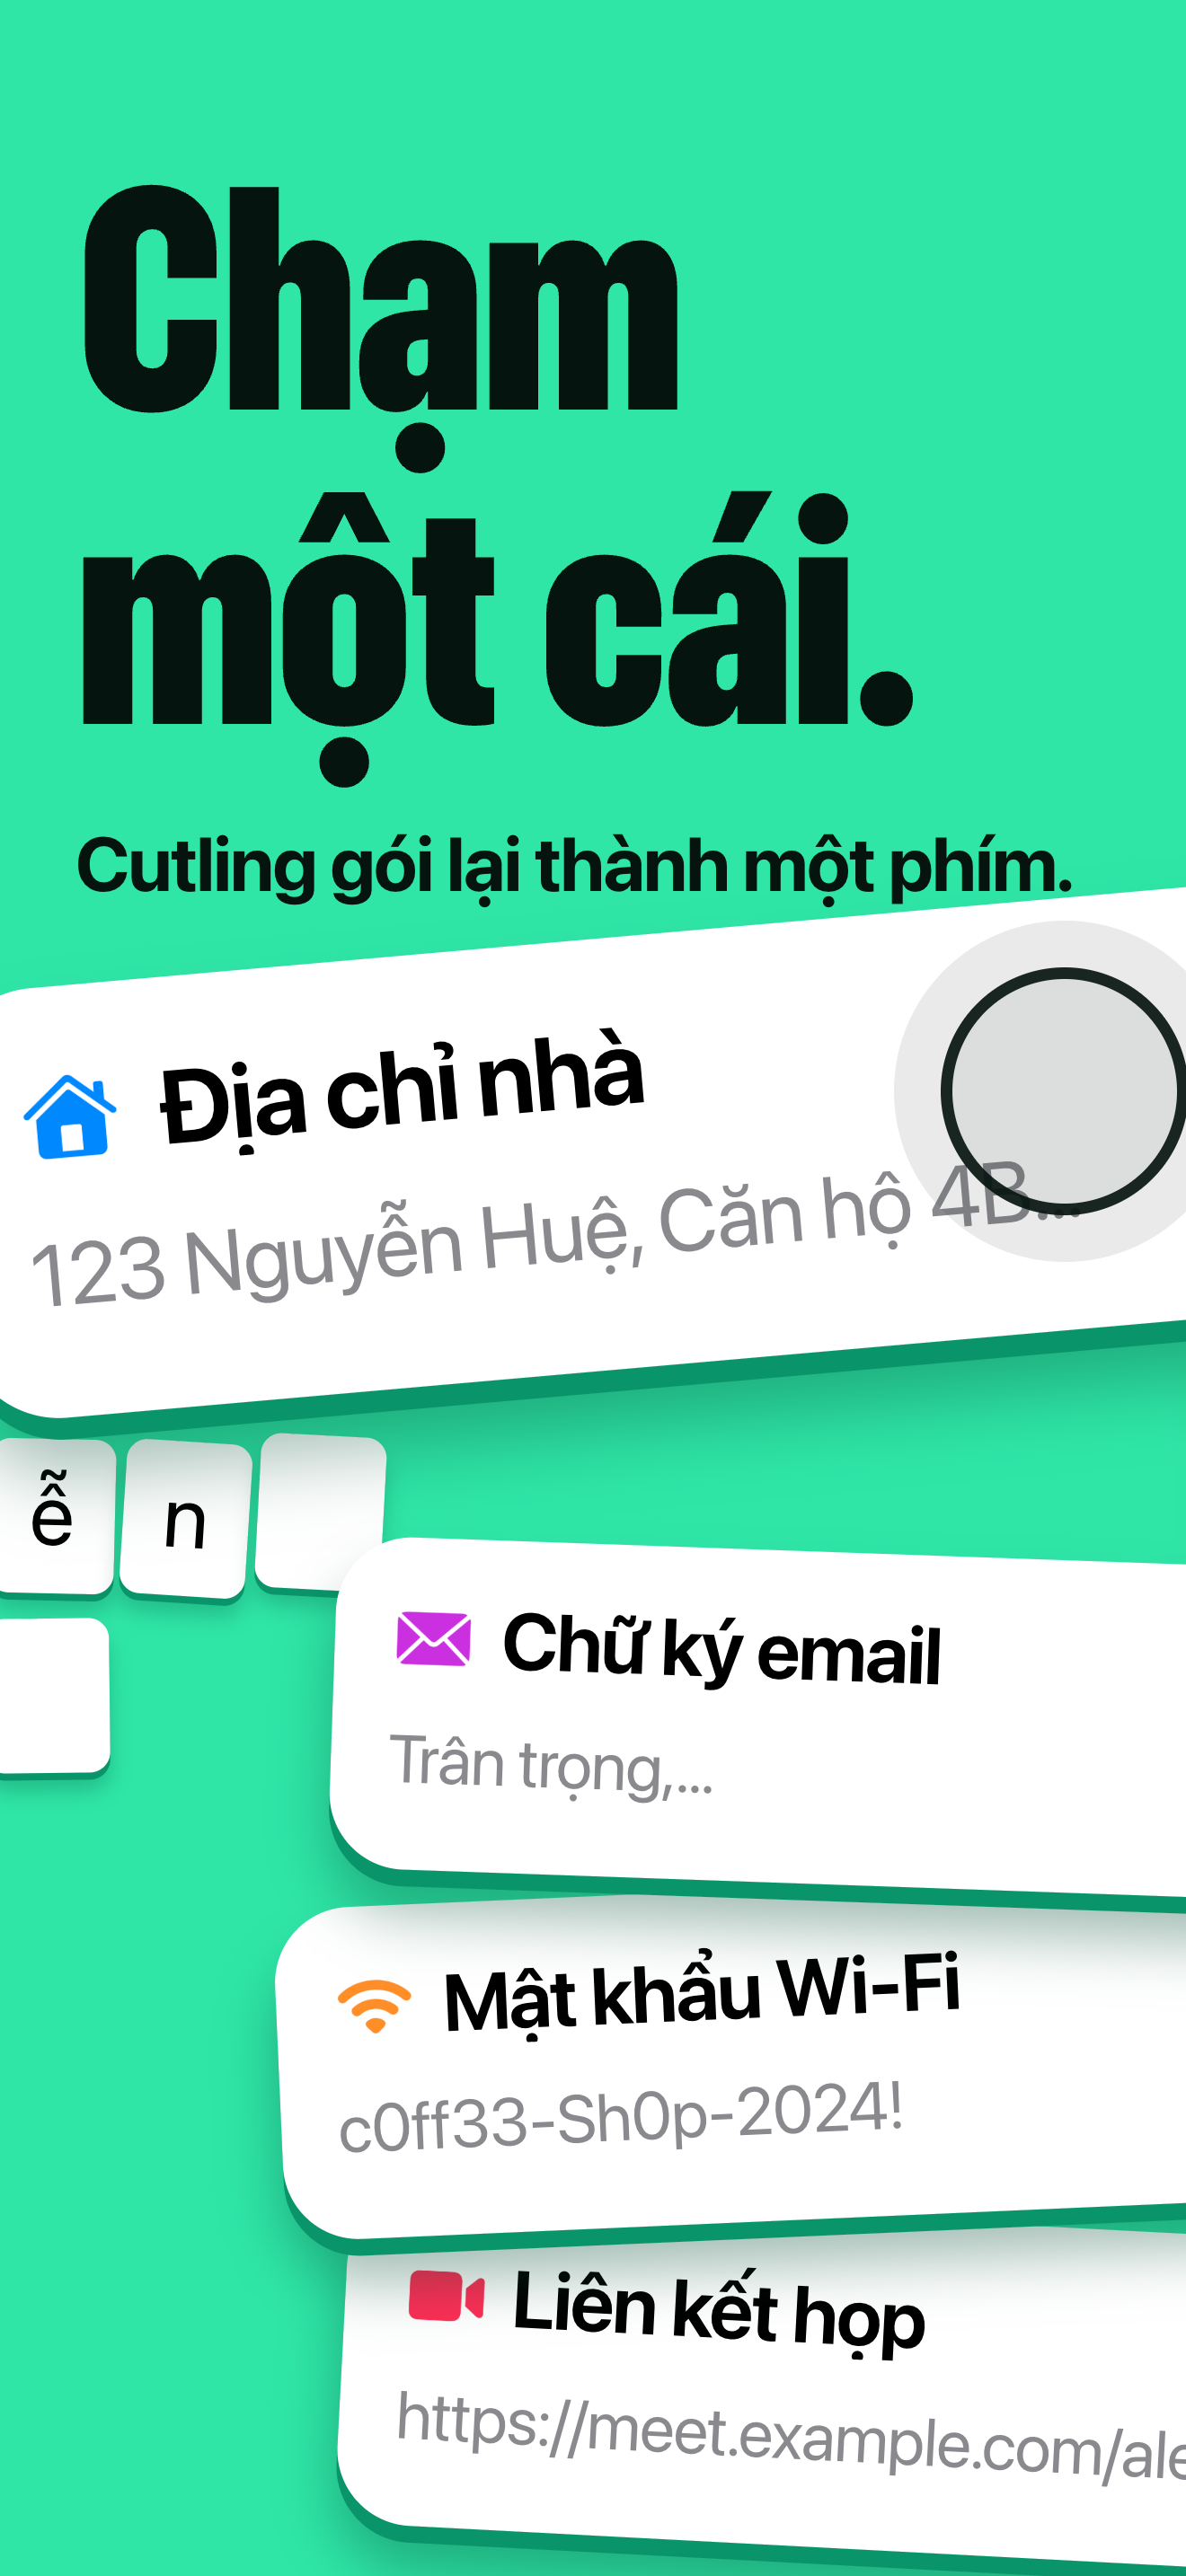 Chạm
một cái.
Cutling gói lại thành một phím.
Địa chỉ nhà
123 Nguyễn Huệ, Căn hộ 4B...
ễ n
Chữ ký email
Trân trọng,...
Mật khẩu Wi-Fi
c0ff33-Sh0p-2024!
Liên kết họp
https://meet.example.com/ale